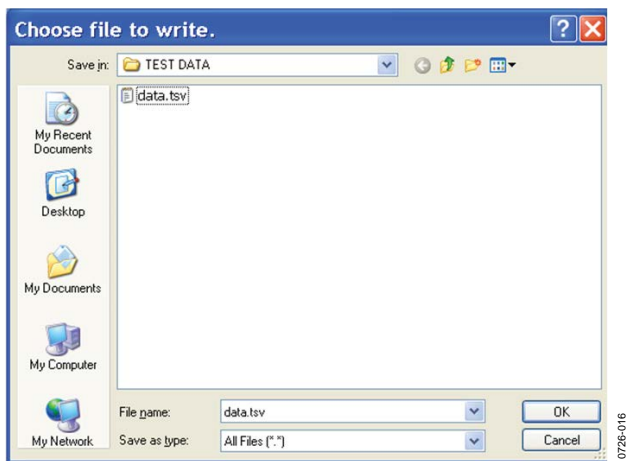 Choose file to write.
Save in:
TEST DATA
data.tsv
My Recent
Documents
Desktop
My Documents
My Computer
My Network
File name:
data.tsv
OK
Save as type:
All Files (*.*)
Cancel
0726-016